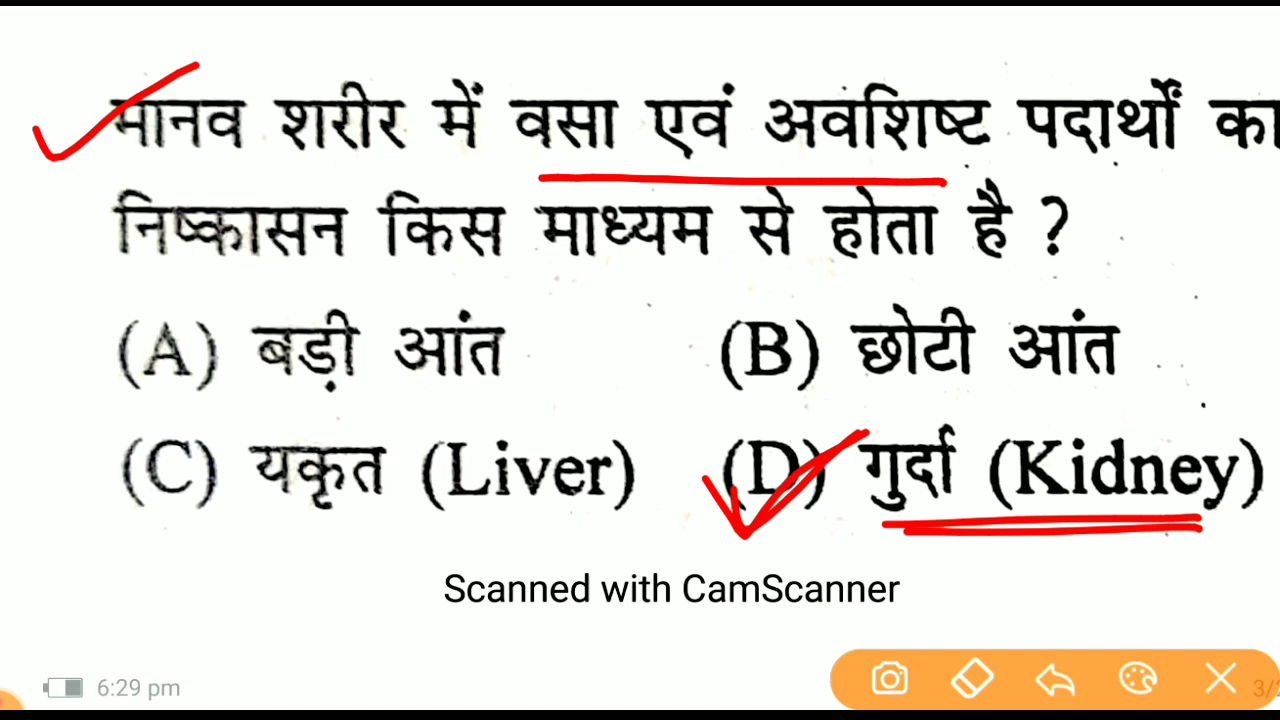 मानव शरीर में वसा एवं अवशिष्ट पदार्थों का
निष्कासन किस माध्यम से होता है ?
(A) बड़ी आंत (B) छोटी आंत
(C) यकृत (Liver) (D) गुर्दा (Kidney)
Scanned with CamScanner
6:29 pm